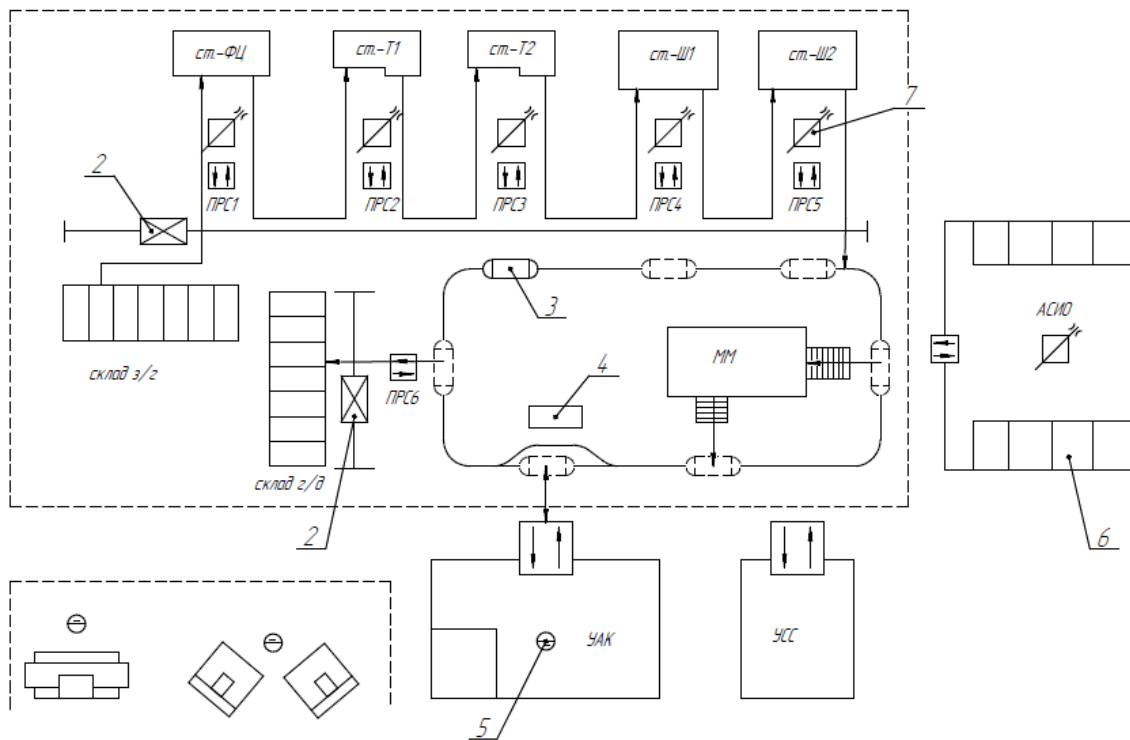 ст.-ФЦ
ст.-Т1
ст.-Т2
ст.-Ш1
ст.-Ш2
7
2
ПРС1
ПРС2
ПРС3
ПРС4
ПРС5
3
АСИО
ММ
склад з/г
4
ПРС6
склад г/д
2
6
УАК
УСС
5